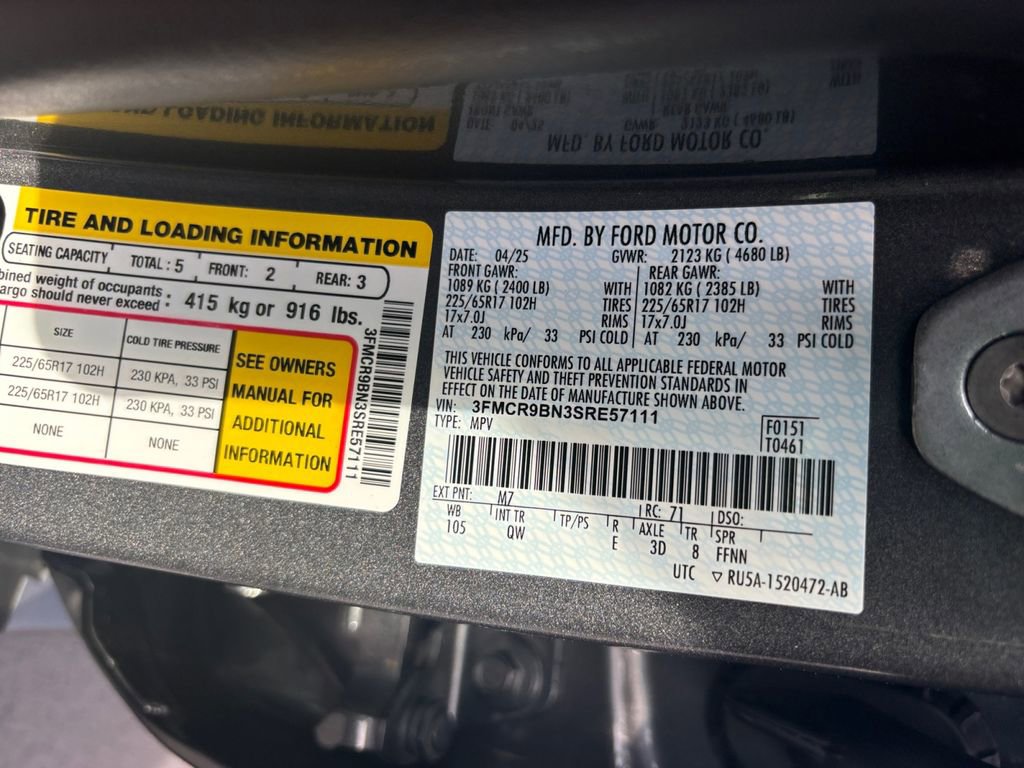 TIRE AND LOADING INFORMATION
SEATING CAPACITY TOTAL : 5 FRONT: 2 REAR: 3
bined weight of occupants
argo should never exceed : 415 kg or 916 lbs.
SIZE COLD TIRE PRESSURE
225/65R17 102H 230 KPA, 33 PSI
225/65R17 102H 230 KPA, 33 PSI
NONE NONE
SEE OWNERS
MANUAL FOR
ADDITIONAL
INFORMATION
3FMCR9BN3SRE57111
MFD. BY FORD MOTOR CO.
DATE: 04/25 GVWR: 2123 KG ( 4680 LB)
FRONT GAWR: REAR GAWR:
1089 KG ( 2400 LB) WITH 1082 KG ( 2385 LB) WITH
225/65R17 102H TIRES 225/65R17 102H TIRES
17x7.0J RIMS 17x7.0J RIMS
AT 230 kPa/ 33 PSI COLD AT 230 kPa/ 33 PSI COLD
THIS VEHICLE CONFORMS TO ALL APPLICABLE FEDERAL MOTOR
VEHICLE SAFETY AND THEFT PREVENTION STANDARDS IN
EFFECT ON THE DATE OF MANUFACTURE SHOWN ABOVE.
VIN: 3FMCR9BN3SRE57111 F0151
TYPE: MPV T0461
EXT PNT: M7 RC: 71 DSO:
WB INT TR TP/PS R AXLE TR SPR
105 QW E 3D 8 FFNN
UTC ▽ RU5A-1520472-AB